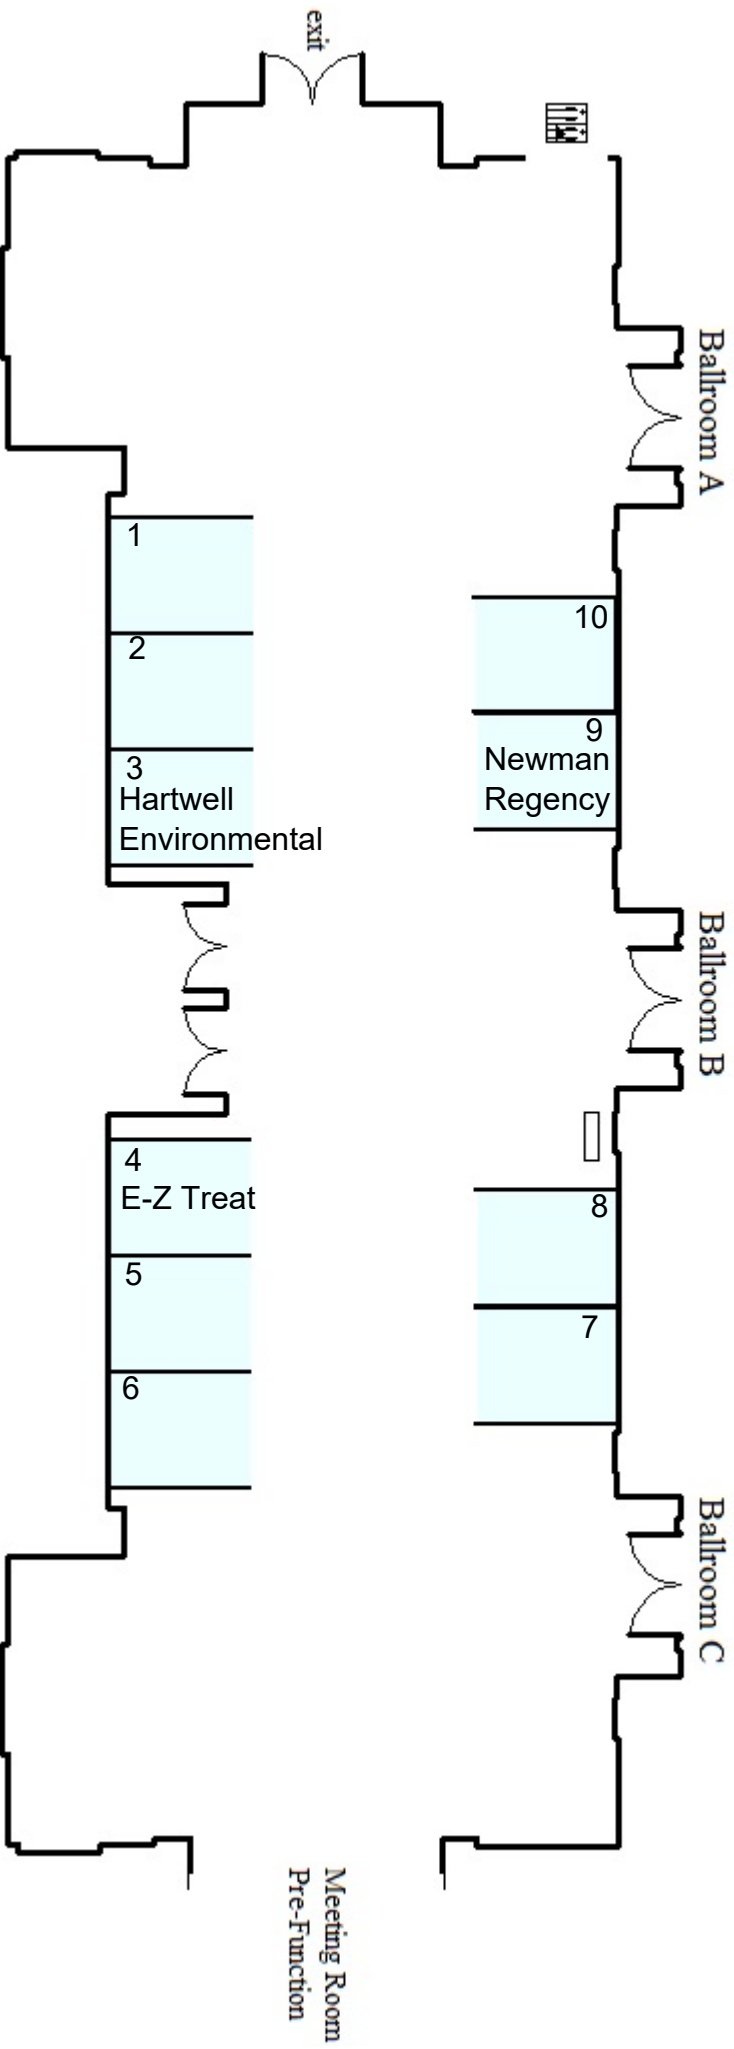 exit
Ballroom A
1
10
2
9
Newman
Regency
3
Hartwell
Environmental
Ballroom B
4
E-Z Treat
8
5
7
6
Ballroom C
Meeting Room
Pre-Function